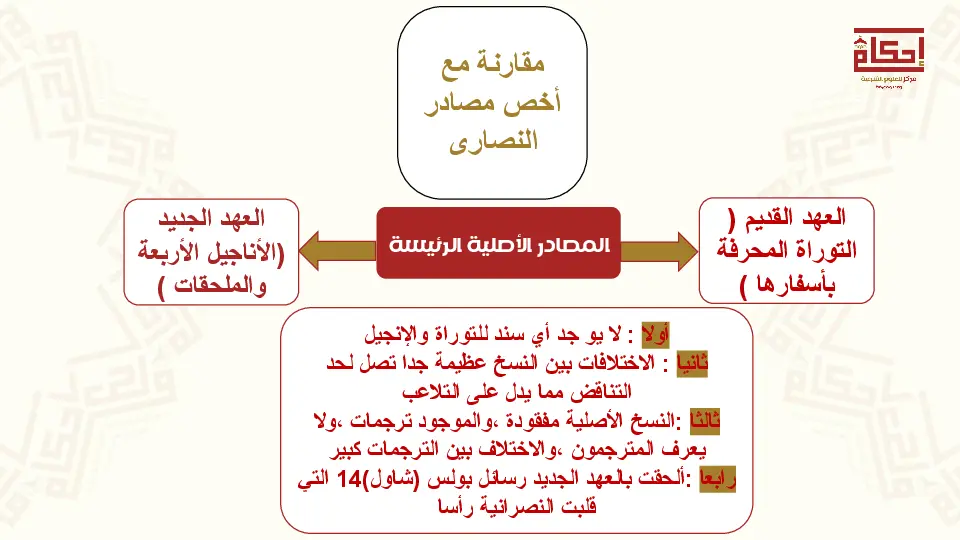 إحكام
مركز للعلوم الشرعية
مقارنة مع
أخص مصادر
النصارى
العهد القديم (
التوراة المحرفة
بأسفارها )
المصادر الأصلية الرئيسة
العهد الجديد
(الأناجيل الأربعة
والملحقات )
أولا : لا يو جد أي سند للتوراة والإنجيل
ثانيا : الاختلافات بين النسخ عظيمة جدا تصل لحد
التناقض مما يدل على التلاعب
ثالثا :النسخ الأصلية مفقودة ،والموجود ترجمات ،ولا
يعرف المترجمون ،والاختلاف بين الترجمات كبير
رابعا :ألحقت بالعهد الجديد رسائل بولس (شاول)14 التي
قلبت النصرانية رأسا